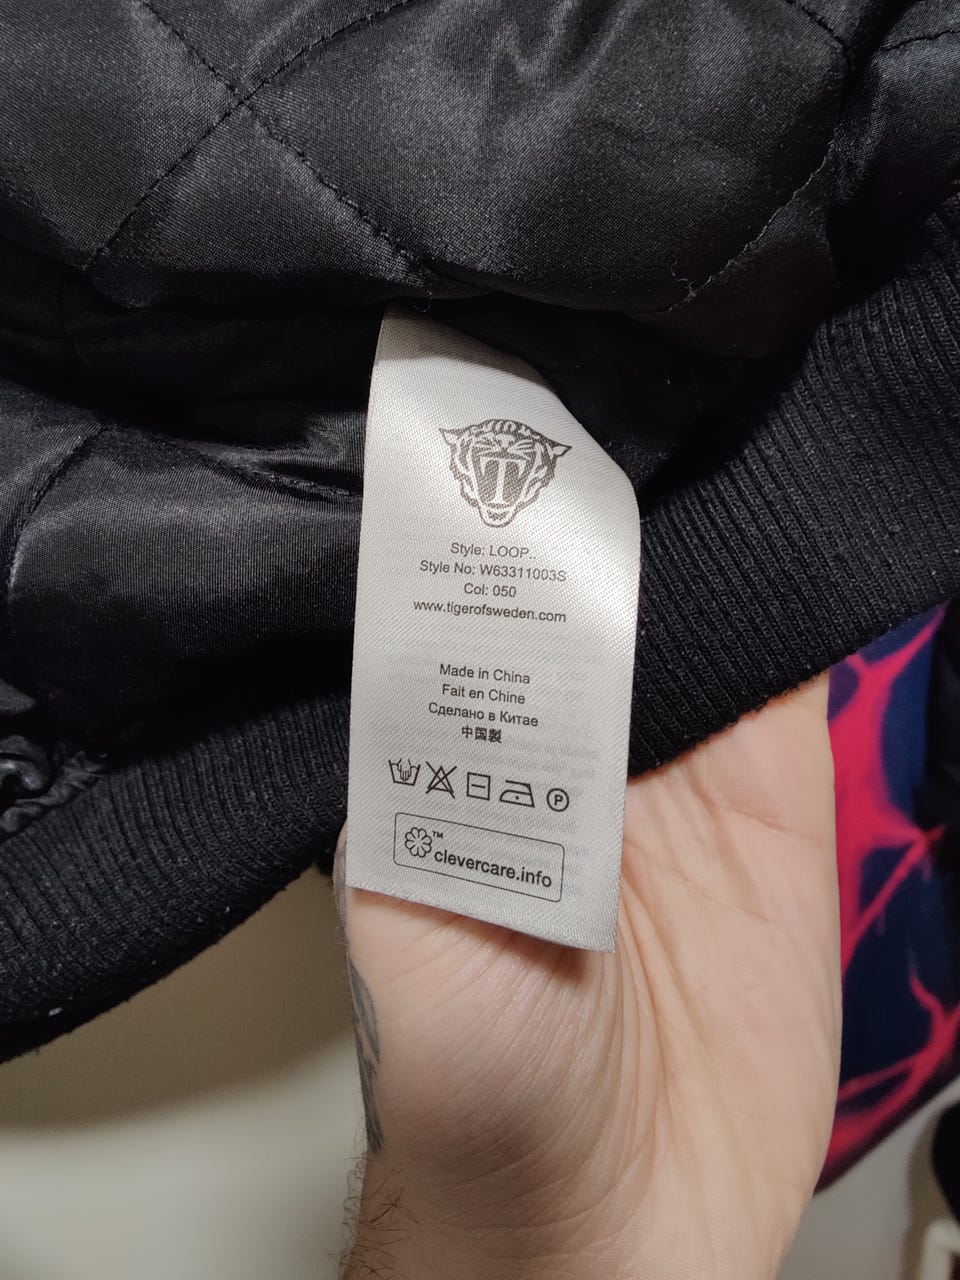 T
Style: LOOP..
Style No: W63311003S
Col: 050
www.tigerofsweden.com
Made in China
Fait en Chine
Сделано в Китае
中国製
P
™
clevercare.info